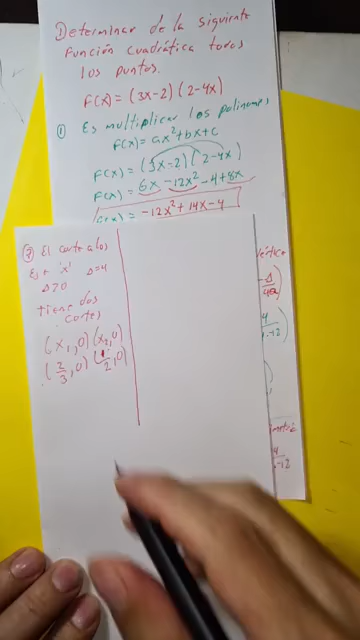 Determinar de la siguiente
función cuadrática todos
los puntos.
F(x) = (3x-2)(2-4x)
① Es multiplicar los polinomios
F(x) = ax²+bx+c
F(x) = (3x-2)(2-4x)
F(x) = 6x -12x² -4 +8x
-12x² + 14x - 4
⑦ El corte a los
Eje "x" Δ=4
Δ>0
tiene dos
cortes
(x₁,0) (x₂,0)
(2/3,0) (1/2,0)